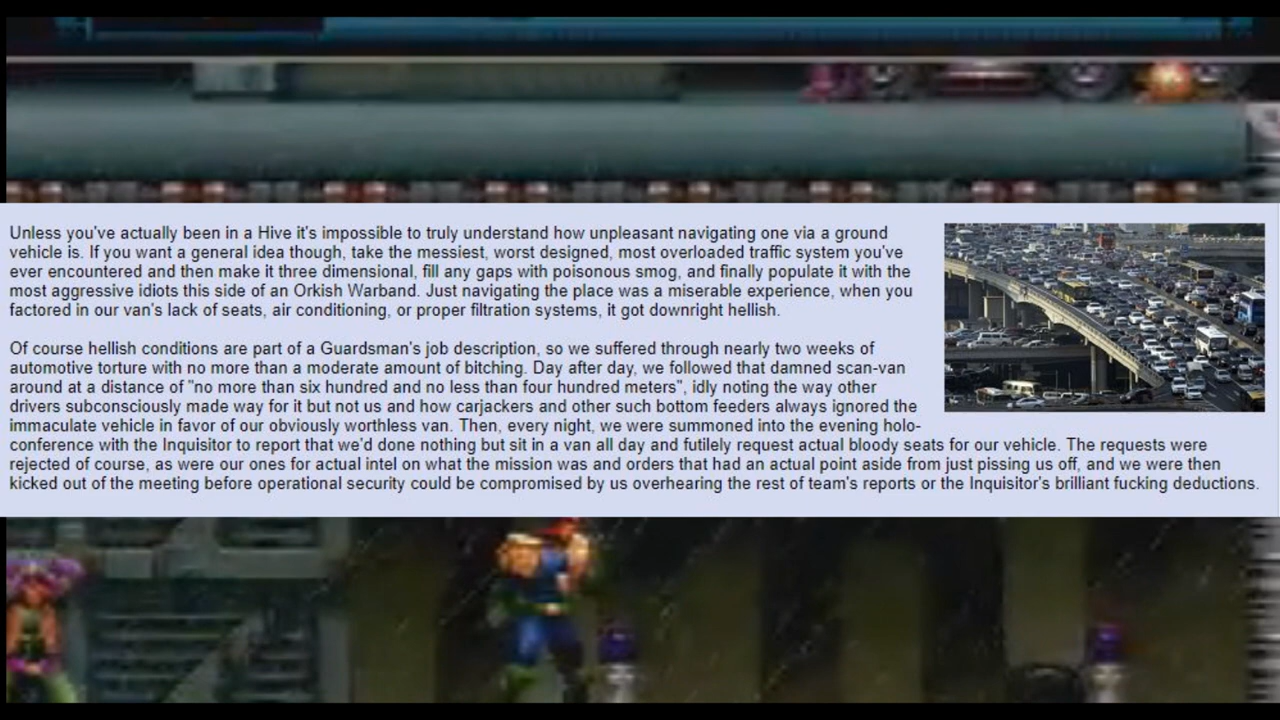 Unless you've actually been in a Hive it's impossible to truly understand how unpleasant navigating one via a ground
vehicle is. If you want a general idea though, take the messiest, worst designed, most overloaded traffic system you've
ever encountered and then make it three dimensional, fill any gaps with poisonous smog, and finally populate it with the
most aggressive idiots this side of an Orkish Warband. Just navigating the place was a miserable experience, when you
factored in our van's lack of seats, air conditioning, or proper filtration systems, it got downright hellish.
Of course hellish conditions are part of a Guardsman's job description, so we suffered through nearly two weeks of
automotive torture with no more than a moderate amount of bitching. Day after day, we followed that damned scan-van
around at a distance of "no more than six hundred and no less than four hundred meters", idly noting the way other
drivers subconsciously made way for it but not us and how carjackers and other such bottom feeders always ignored the
immaculate vehicle in favor of our obviously worthless van. Then, every night, we were summoned into the evening holo-
conference with the Inquisitor to report that we'd done nothing but sit in a van all day and futilely request actual bloody seats for our vehicle. The requests were
rejected of course, as were our ones for actual intel on what the mission was and orders that had an actual point aside from just pissing us off, and we were then
kicked out of the meeting before operational security could be compromised by us overhearing the rest of team's reports or the Inquisitor's brilliant fucking deductions.